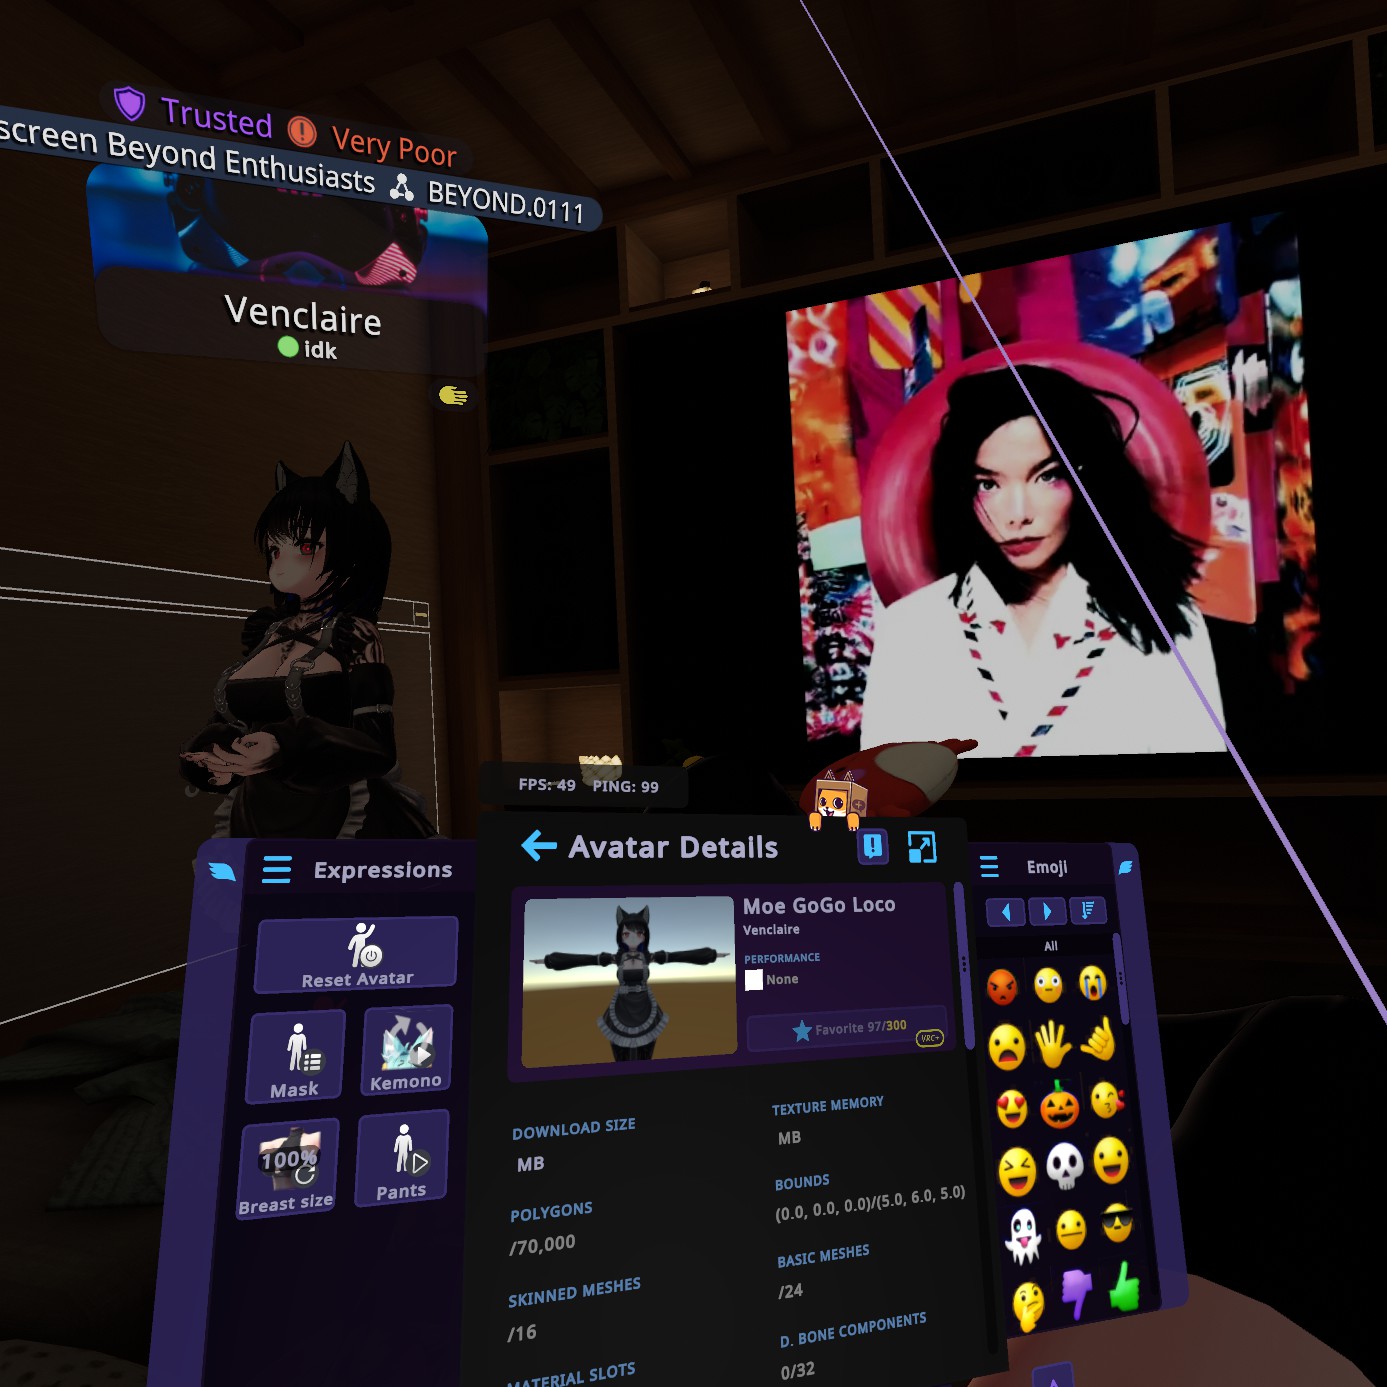 Trusted
Very Poor
screen Beyond Enthusiasts
BEYOND.0111
Venclaire
idk
FPS: 49 PING: 99
Expressions
Reset Avatar
Mask
Kemono
100%
Breast size
Pants
Avatar Details
Moe GoGo Loco
Venclaire
PERFORMANCE
None
Favorite 97/300
VRC+
DOWNLOAD SIZE
MB
TEXTURE MEMORY
MB
POLYGONS
/70,000
BOUNDS
(0.0, 0.0, 0.0)/(5.0, 6.0, 5.0)
SKINNED MESHES
/16
BASIC MESHES
/24
MATERIAL SLOTS
D. BONE COMPONENTS
0/32
Emoji
All